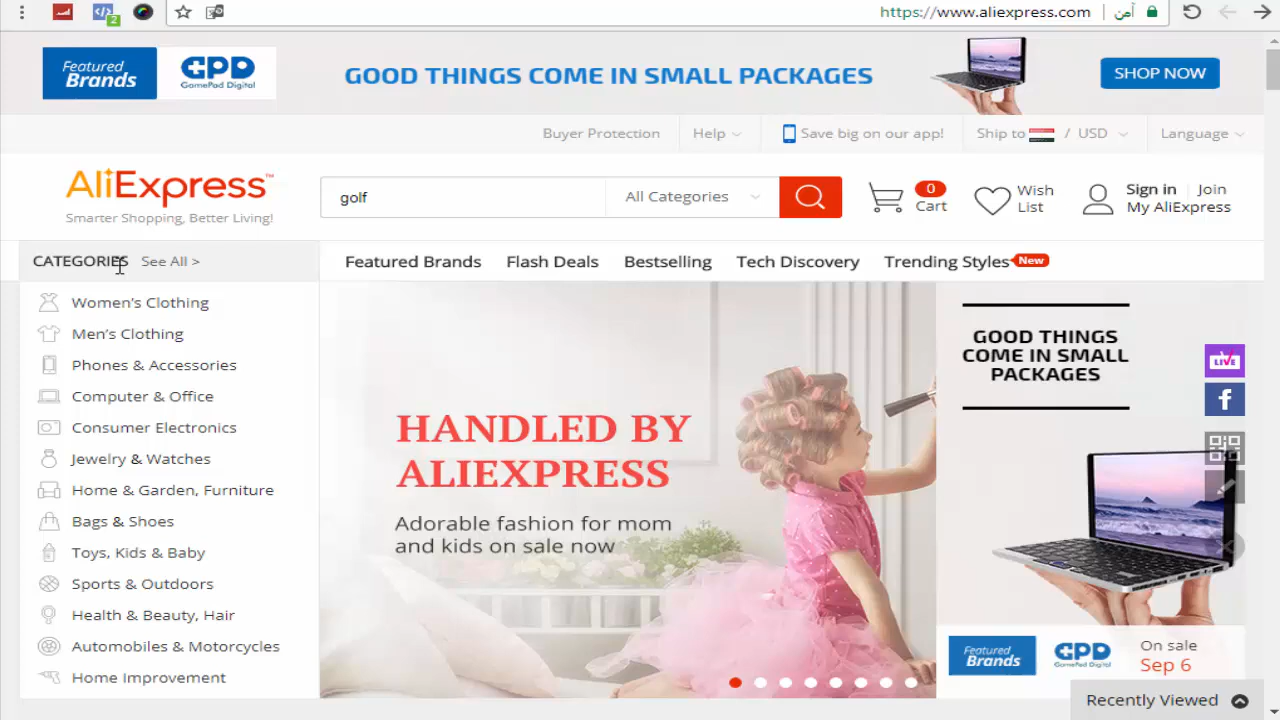 https://www.aliexpress.com
آمن
2
Featured Brands
GPD
GamePad Digital
GOOD THINGS COME IN SMALL PACKAGES
SHOP NOW
Buyer Protection
Help
Save big on our app!
Ship to / USD
Language
AliExpress™
Smarter Shopping, Better Living!
golf
All Categories
0
Cart
Wish
List
Sign in | Join
My AliExpress
CATEGORIES See All >
Featured Brands
Flash Deals
Bestselling
Tech Discovery
Trending Styles New
Women's Clothing
Men's Clothing
Phones & Accessories
Computer & Office
Consumer Electronics
Jewelry & Watches
Home & Garden, Furniture
Bags & Shoes
Toys, Kids & Baby
Sports & Outdoors
Health & Beauty, Hair
Automobiles & Motorcycles
Home Improvement
HANDLED BY
ALIEXPRESS
Adorable fashion for mom
and kids on sale now
GOOD THINGS
COME IN SMALL
PACKAGES
LIVE
f
Featured
Brands
GPD
GamePad Digital
On sale
Sep 6
Recently Viewed